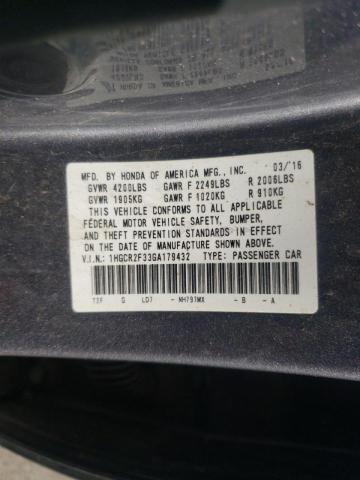 MFD. BY HONDA OF AMERICA MFG., INC. 03/16
GVWR 4200LBS GAWR F 2249LBS R 2006LBS
GVWR 1905KG GAWR F 1020KG R 910KG
THIS VEHICLE CONFORMS TO ALL APPLICABLE
FEDERAL MOTOR VEHICLE SAFETY, BUMPER,
AND THEFT PREVENTION STANDARDS IN EFFECT
ON THE DATE OF MANUFACTURE SHOWN ABOVE.
V.I.N.: 1HGCR2F33GA179432 TYPE: PASSENGER CAR
T2F G LD7 -NH797MX -B -A